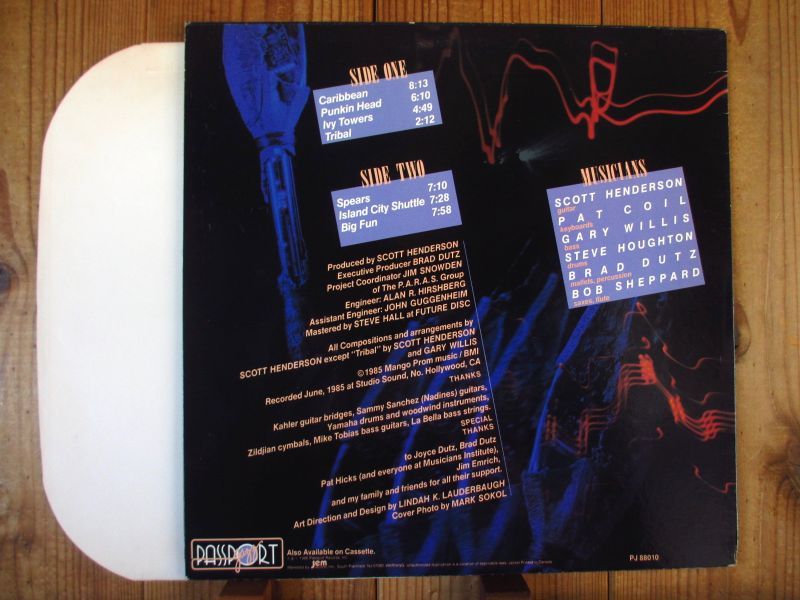 SIDE ONE
Caribbean 8:13
Punkin Head 6:10
Ivy Towers 4:49
Tribal 2:12
SIDE TWO
Spears 7:10
Island City Shuttle 7:28
Big Fun 7:58
Produced by SCOTT HENDERSON
Executive Producer BRAD DUTZ
Project Coordinator JIM SNOWDEN
of The P.A.R.A.S. Group
Engineer: ALAN R. HIRSHBERG
Assistant Engineer: JOHN GUGGENHEIM
Mastered by STEVE HALL at FUTURE DISC
All Compositions and arrangements by
SCOTT HENDERSON except "Tribal" by SCOTT HENDERSON
and GARY WILLIS
©1985 Mango Prom music / BMI
Recorded June, 1985 at Studio Sound, No. Hollywood, CA
THANKS
Kahler guitar bridges, Sammy Sanchez (Nadines) guitars,
Yamaha drums and woodwind instruments,
Zildjian cymbals, Mike Tobias bass guitars, La Bella bass strings.
SPECIAL
THANKS
to Joyce Dutz, Brad Dutz
Pat Hicks (and everyone at Musicians Institute),
Jim Emrich,
and my family and friends for all their support.
Art Direction and Design by LINDAH K. LAUDERBAUGH
Cover Photo by MARK SOKOL
MUSICIANS
SCOTT HENDERSON
guitar
PAT COIL
keyboards
GARY WILLIS
bass
STEVE HOUGHTON
drums
BRAD DUTZ
mallets, percussion
BOB SHEPPARD
saxes, flute
PASSPORT
jazz
Also Available on Cassette.
jem
PJ 88010